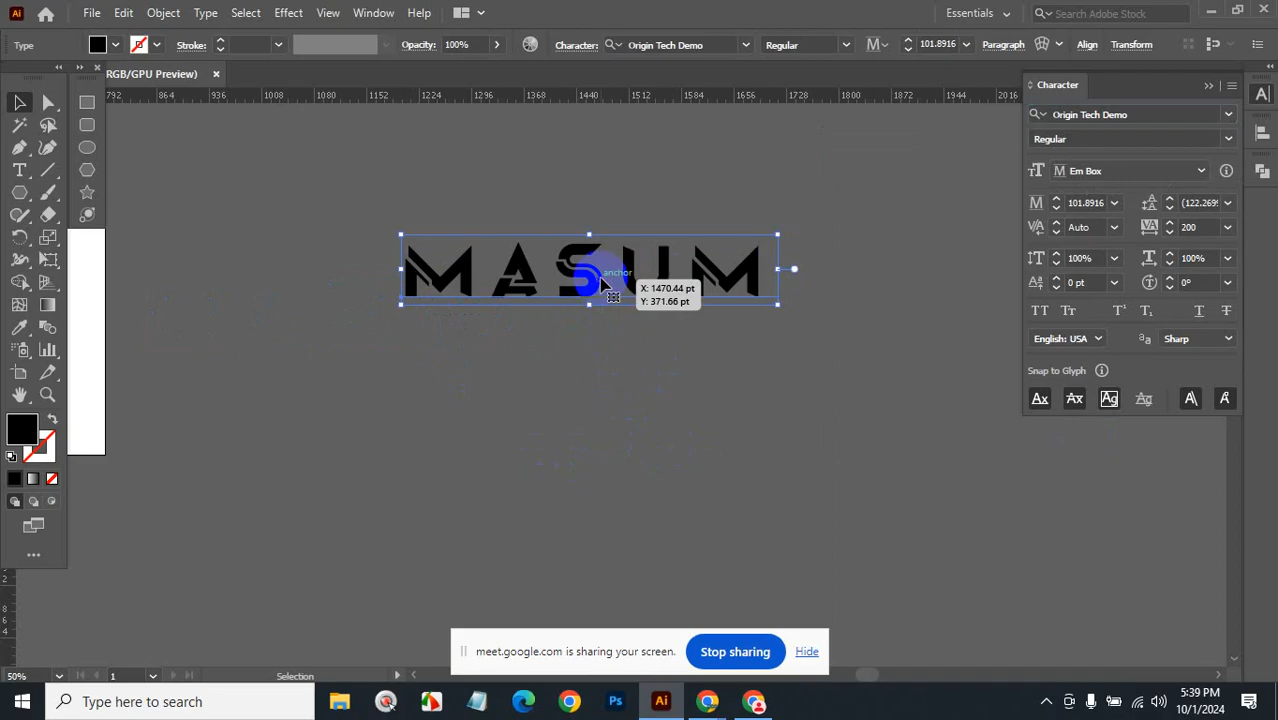 File Edit Object Type Select Effect View Window Help
Essentials
Search Adobe Stock
Type
Stroke:
Opacity: 100%
Character: Origin Tech Demo
Regular
101.8916
Paragraph
Align
Transform
RGB/GPU Preview) ×
792 864 936 1008 1080 1152 1224 1296 1368 1440 1512 1584 1656 1728 1800 1872 1944 2016
Character
Origin Tech Demo
Regular
Em Box
101.8916
(122.269
Auto
200
100%
100%
0 pt
0°
English: USA
Sharp
Snap to Glyph
MASUM
anchor
X: 1470.44 pt
Y: 371.66 pt
meet.google.com is sharing your screen.
Stop sharing
Hide
50%
1
Selection
Type here to search
Ps
Ai
5:39 PM
10/1/2024